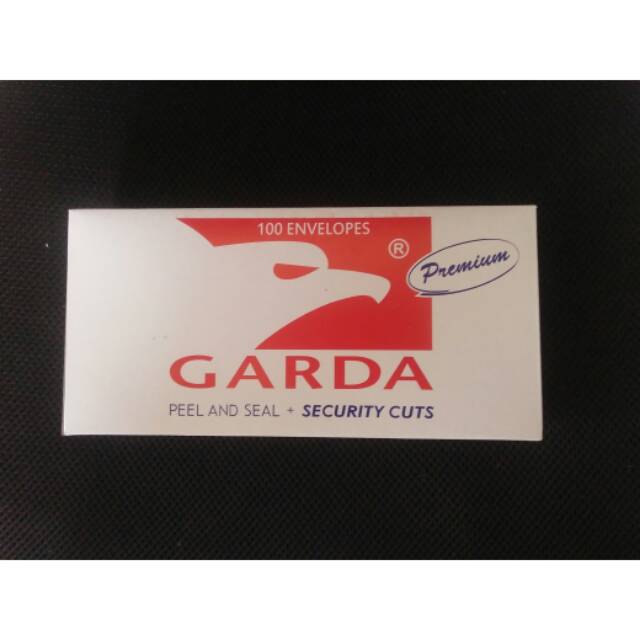 100 ENVELOPES
®
Premium
GARDA
PEEL AND SEAL + SECURITY CUTS